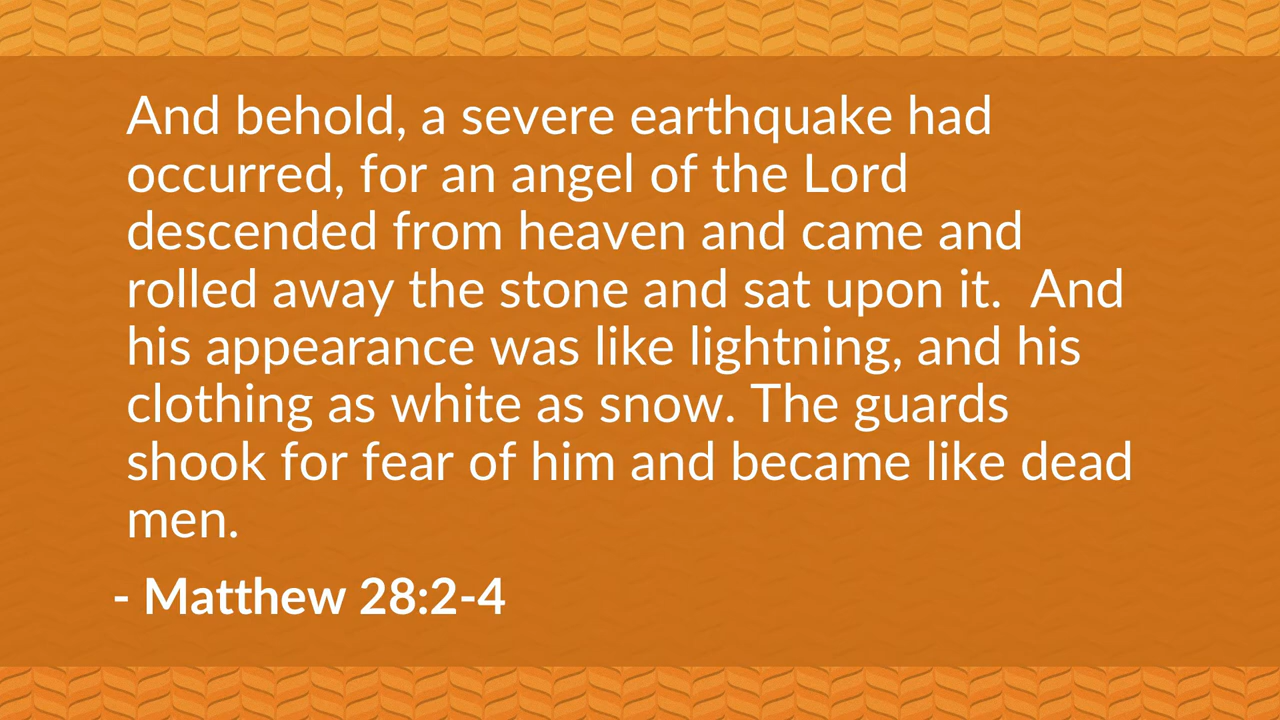 And behold, a severe earthquake had
occurred, for an angel of the Lord
descended from heaven and came and
rolled away the stone and sat upon it.  And
his appearance was like lightning, and his
clothing as white as snow. The guards
shook for fear of him and became like dead
men.
- Matthew 28:2-4